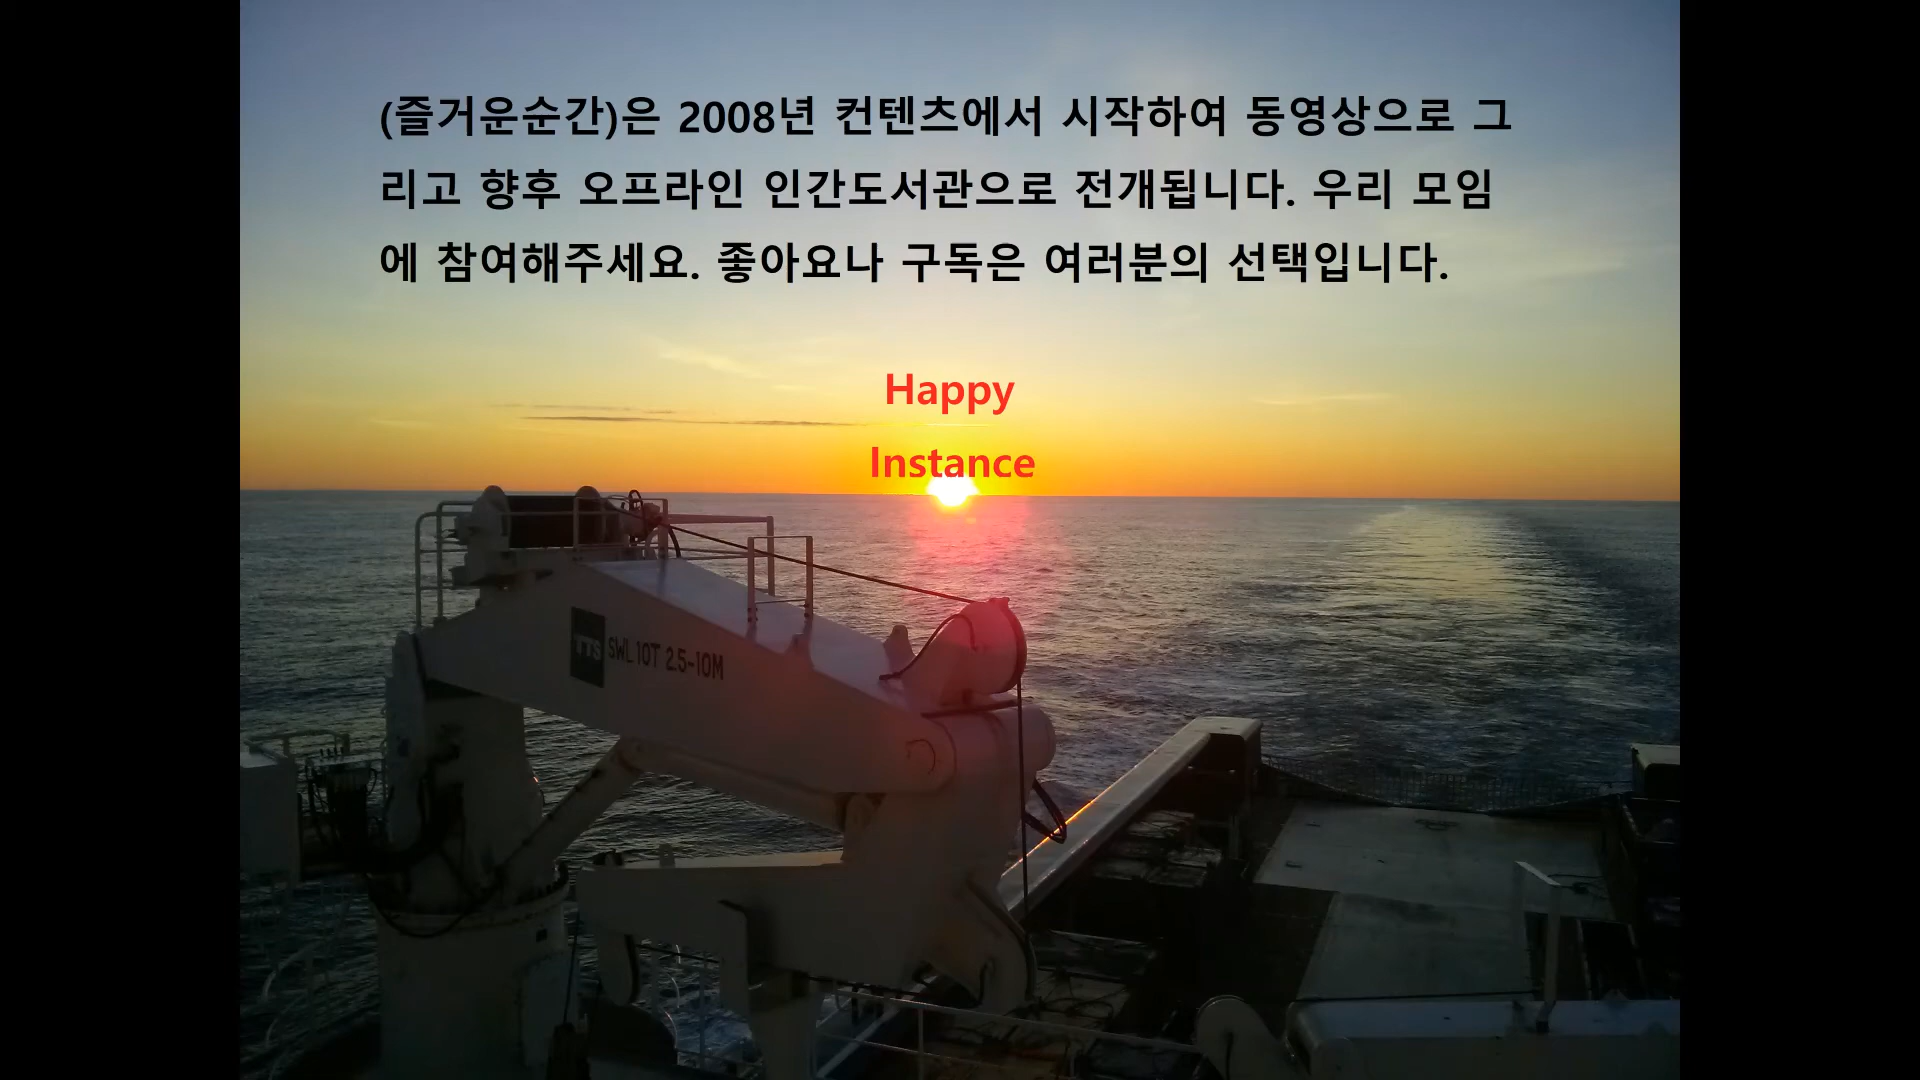 (즐거운순간)은 2008년 컨텐츠에서 시작하여 동영상으로 그
리고 향후 오프라인 인간도서관으로 전개됩니다. 우리 모임
에 참여해주세요. 좋아요나 구독은 여러분의 선택입니다.
Happy
Instance
TTS SWL 10T 2.5-10M